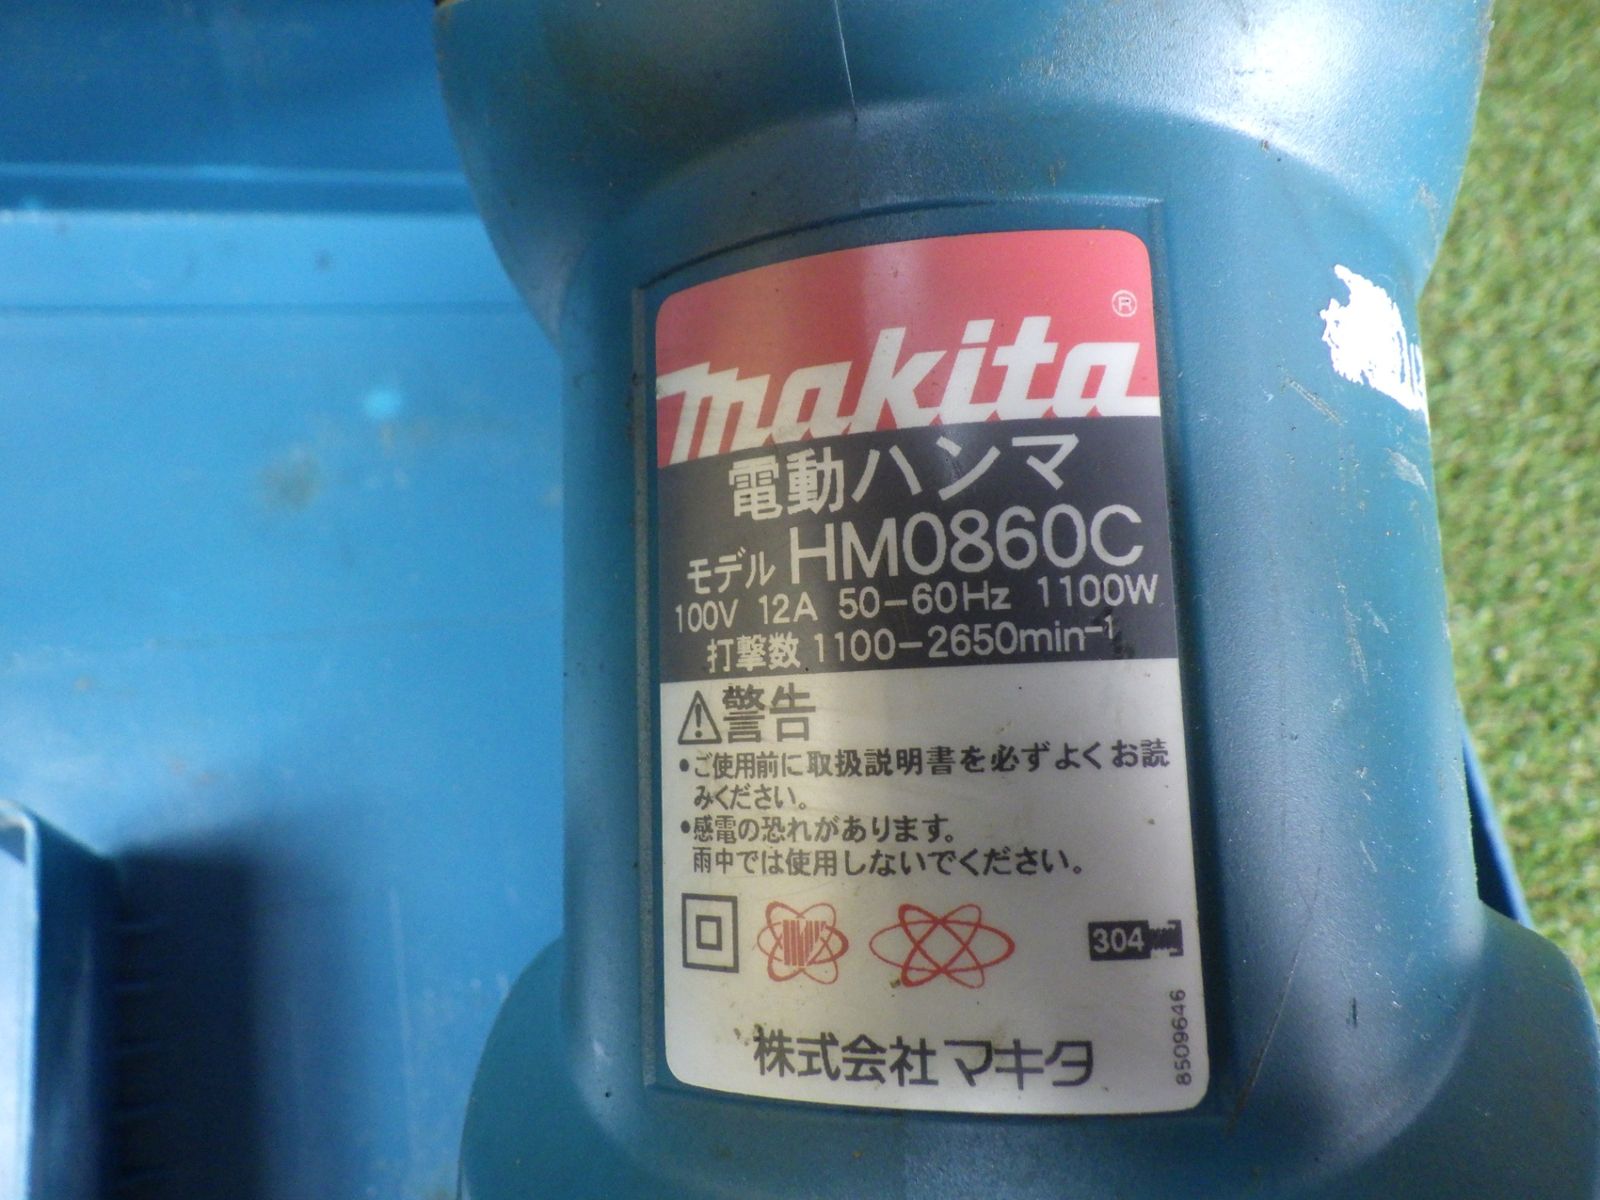 makita®
電動ハンマ
モデル HM0860C
100V 12A 50-60Hz 1100W
打撃数 1100-2650min⁻¹
⚠警告
•ご使用前に取扱説明書を必ずよくお読
みください。
•感電の恐れがあります。
雨中では使用しないでください。
304
株式会社マキタ
8509646